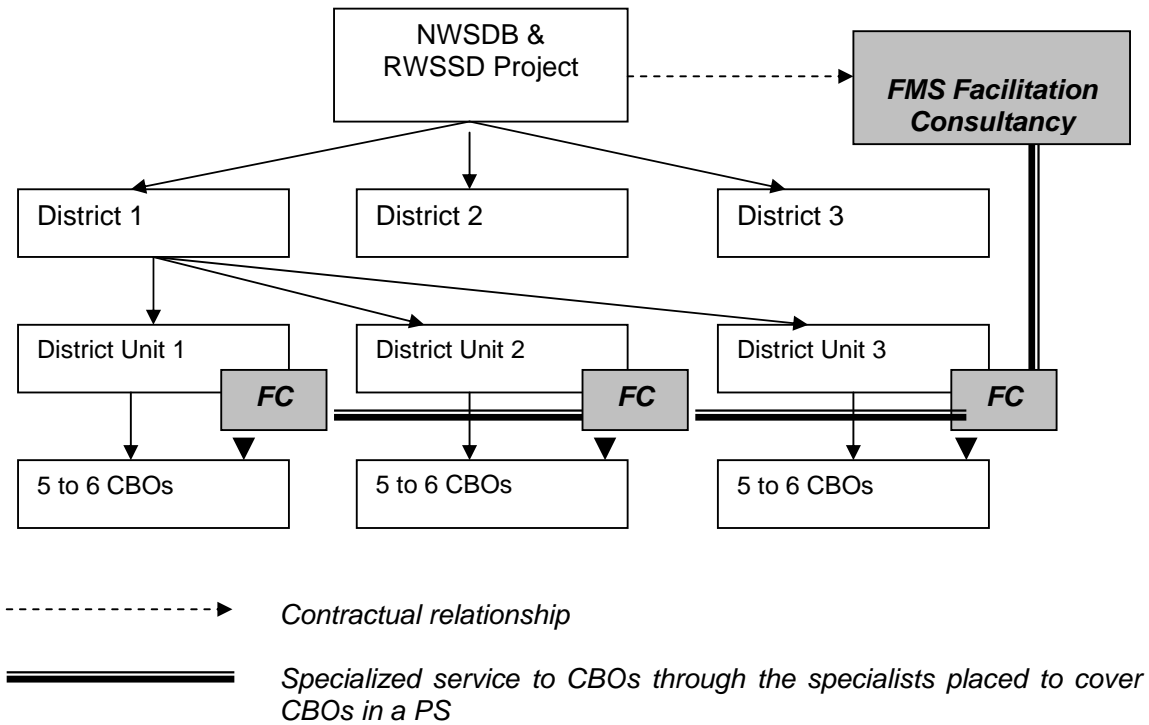 NWSDB &
RWSSD Project
FMS Facilitation
Consultancy
District 1
District 2
District 3
District Unit 1
District Unit 2
District Unit 3
FC
FC
FC
5 to 6 CBOs
5 to 6 CBOs
5 to 6 CBOs
Contractual relationship
Specialized service to CBOs through the specialists placed to cover
CBOs in a PS